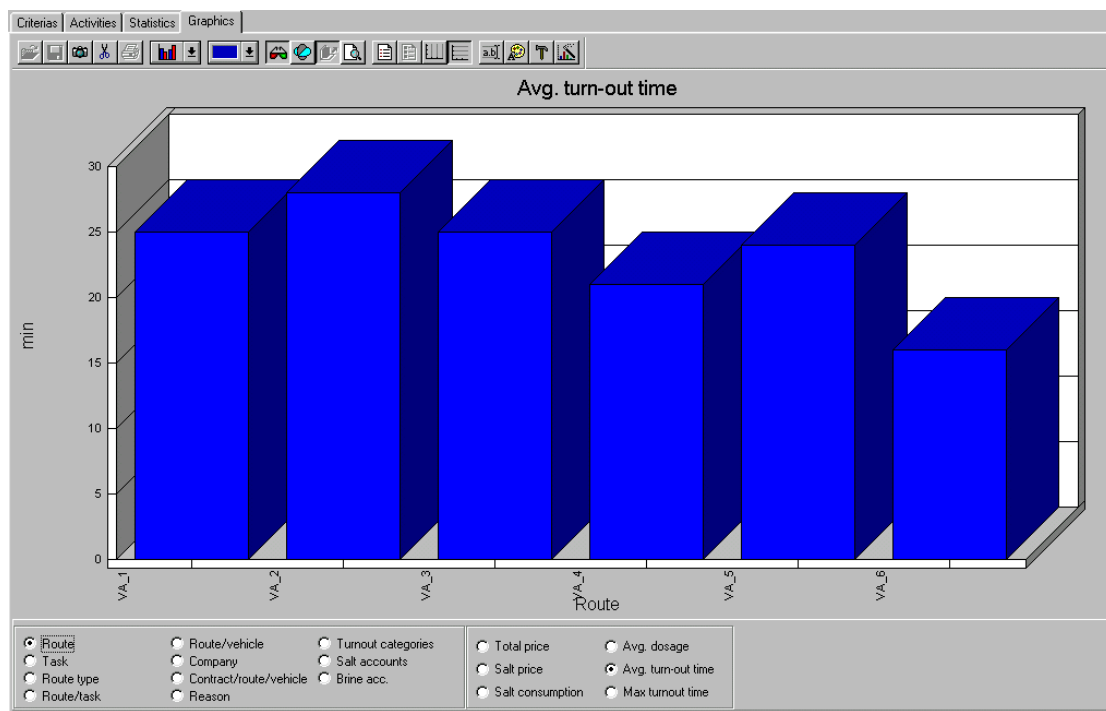 Criterias Activities Statistics Graphics
ab
Avg. turn-out time
30
25
20
15
10
5
0
min
VA_1 VA_2 VA_3 VA_4 VA_5 VA_6
Route
Route Route/vehicle Turnout categories
Task Company Salt accounts
Route type Contract/route/vehicle Brine acc.
Route/task Reason
Total price Avg. dosage
Salt price Avg. turn-out time
Salt consumption Max turnout time